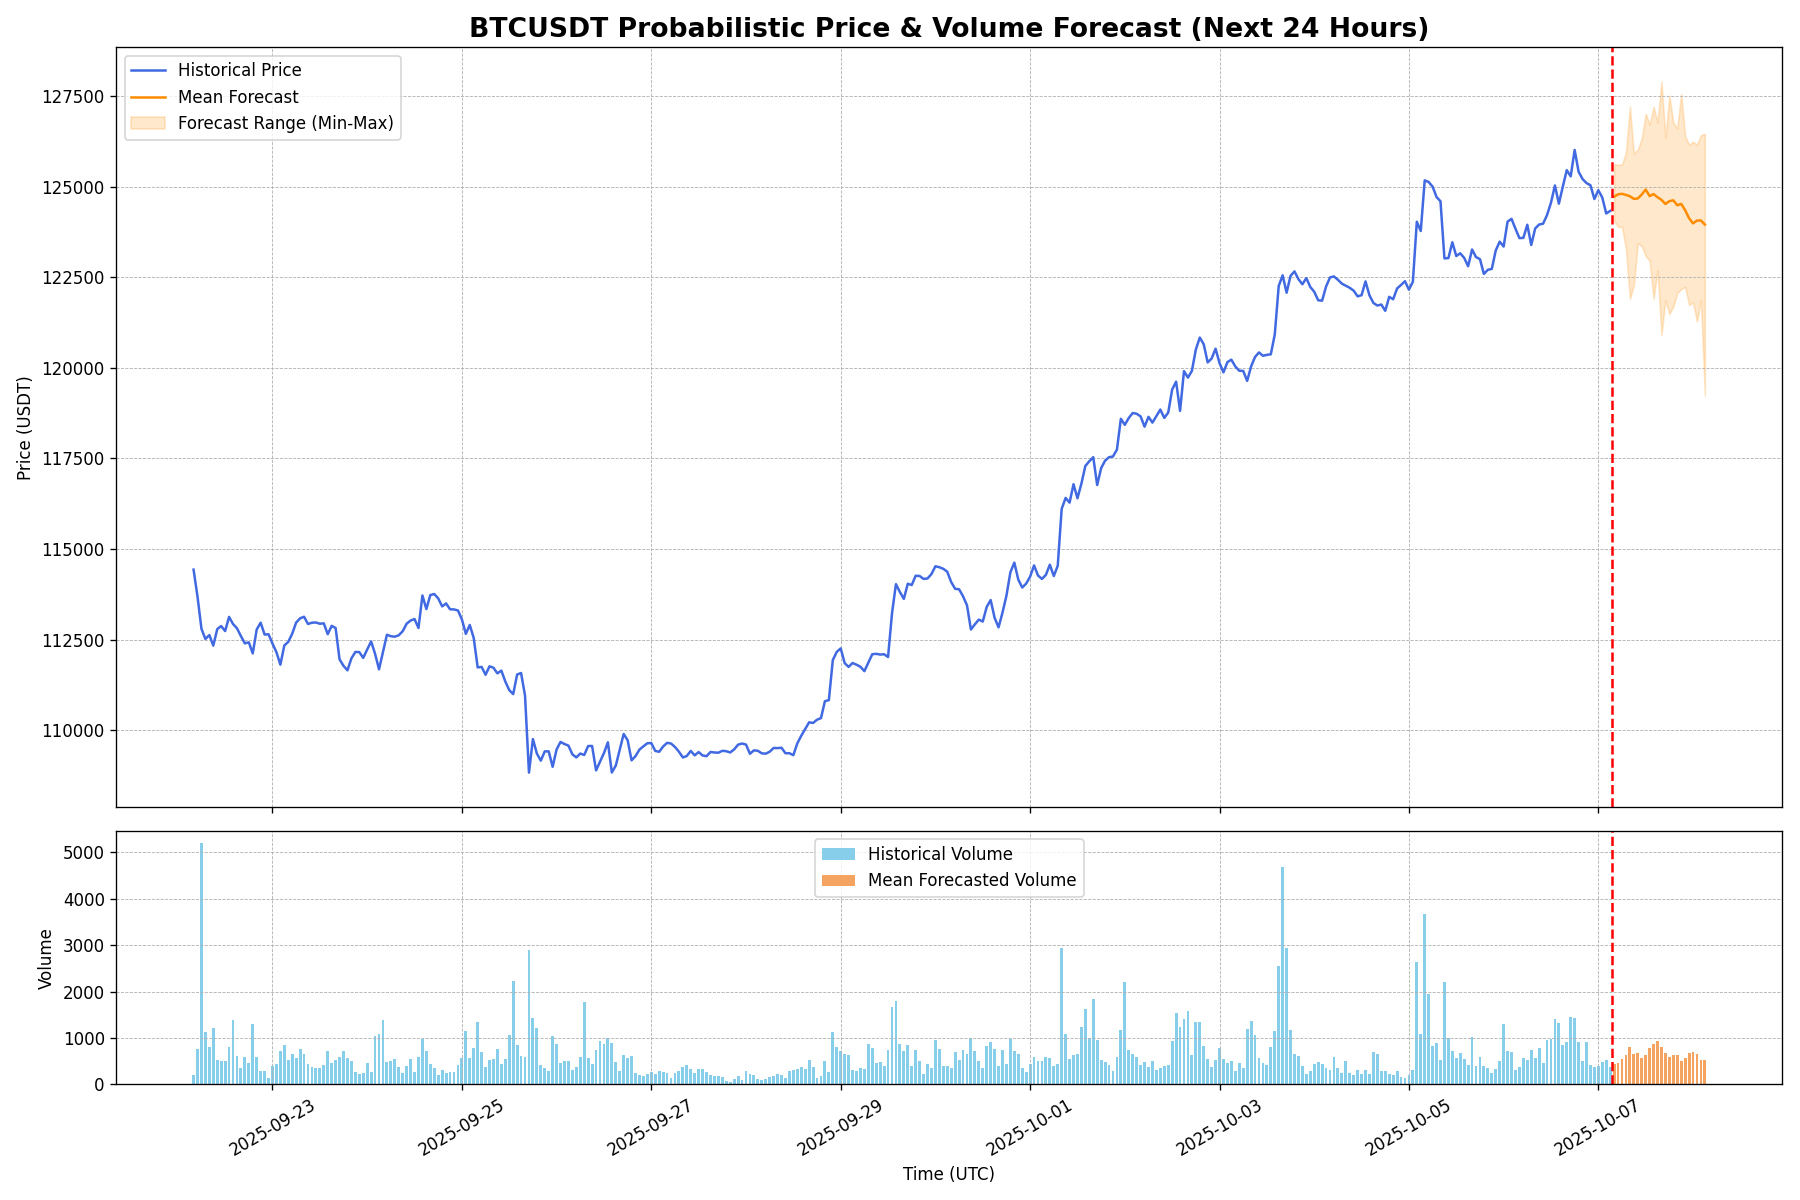 BTCUSDT Probabilistic Price & Volume Forecast (Next 24 Hours)
Historical Price
Mean Forecast
Forecast Range (Min-Max)
127500
125000
122500
120000
117500
115000
112500
110000
Price (USDT)
Historical Volume
Mean Forecasted Volume
5000
4000
3000
2000
1000
0
Volume
2025-09-23
2025-09-25
2025-09-27
2025-09-29
2025-10-01
2025-10-03
2025-10-05
2025-10-07
Time (UTC)